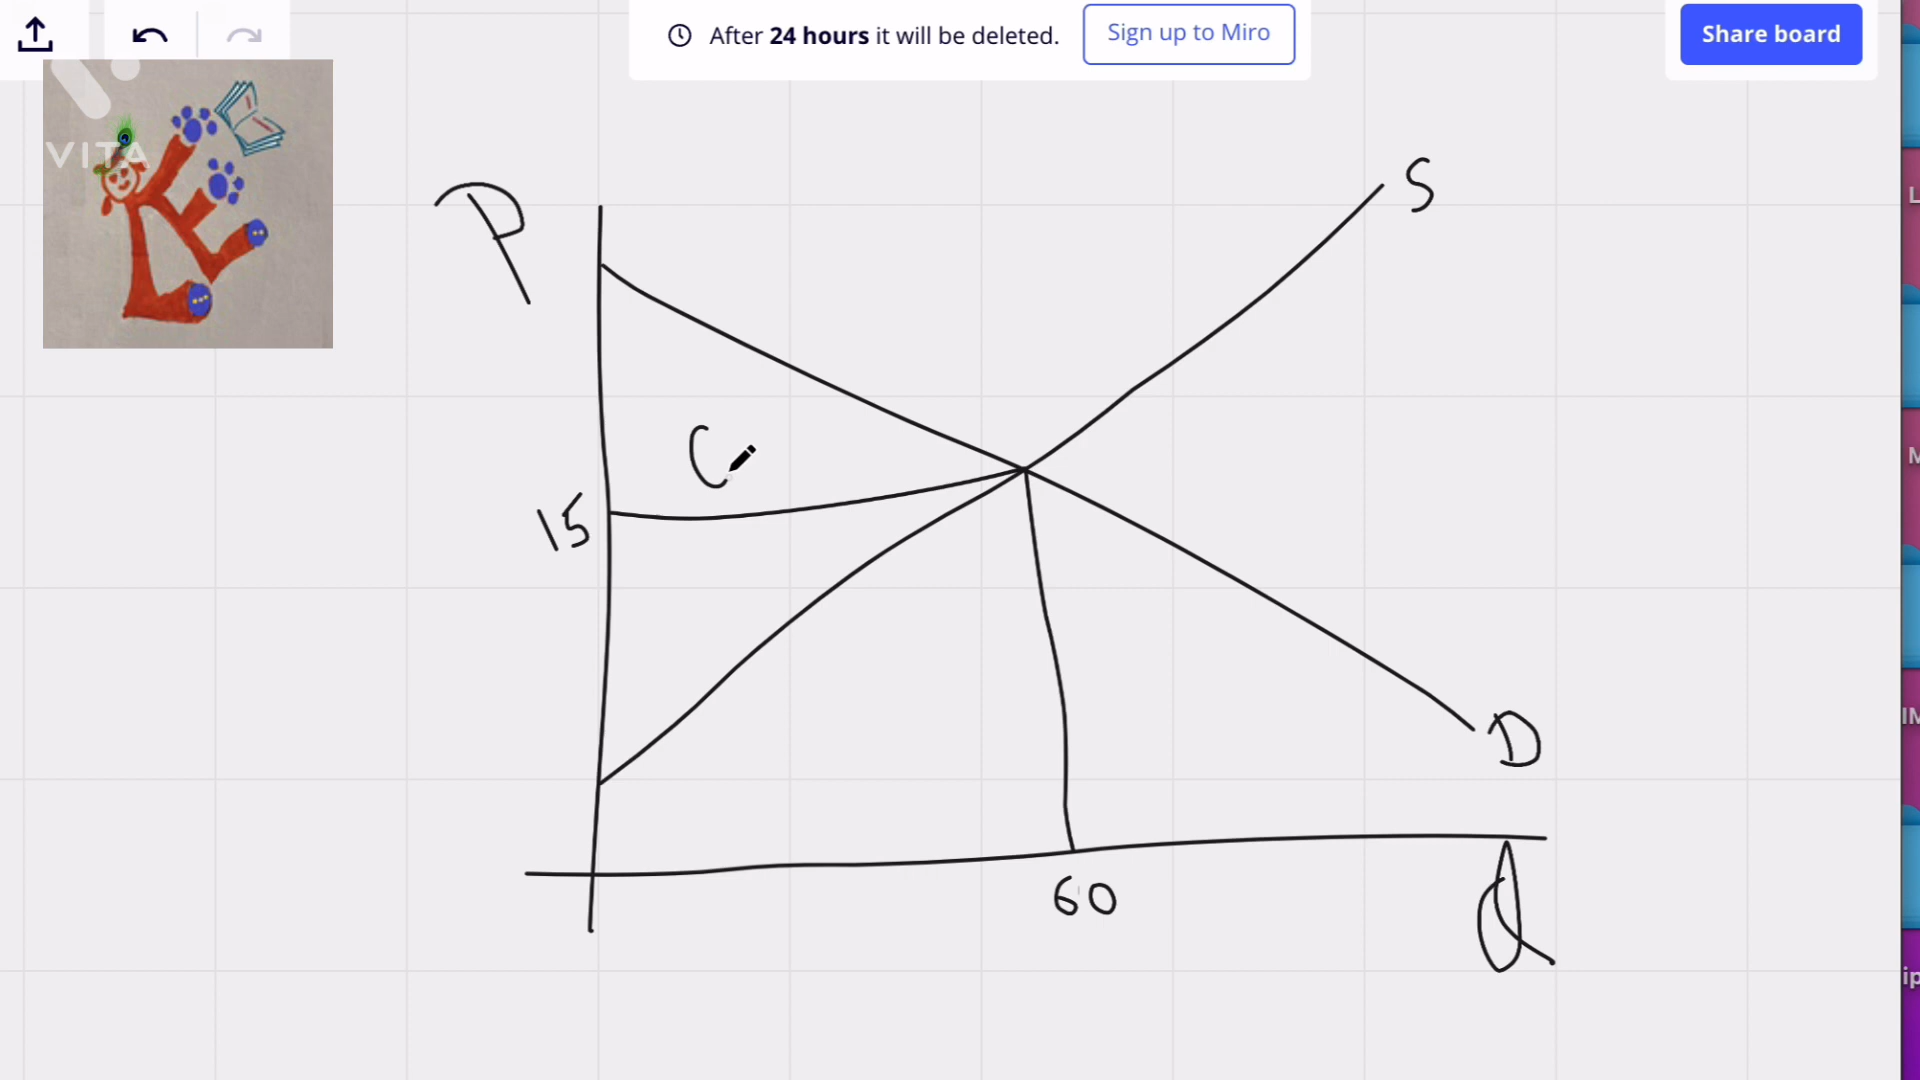 After 24 hours it will be deleted.
Sign up to Miro
Share board
VITA
P
S
C
15
D
60
Q